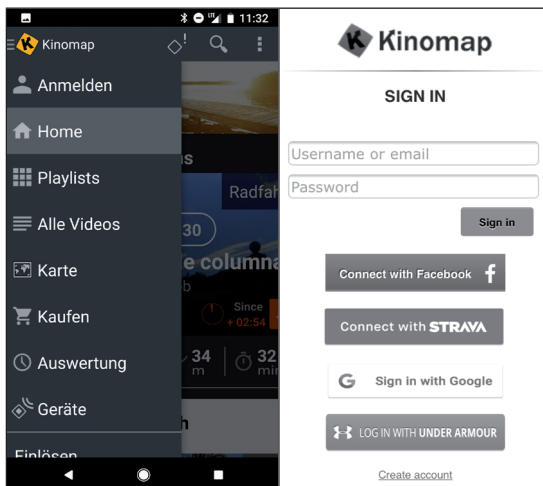 11:32
Kinomap
Anmelden
Home
Playlists
Alle Videos
Karte
Kaufen
Auswertung
Geräte
Einlösen
Radfah
30
e columna
Since
+ 02:54
34
m
32
min
h
Kinomap
SIGN IN
Username or email
Password
Sign in
Connect with Facebook
Connect with STRAVA
Sign in with Google
LOG IN WITH UNDER ARMOUR
Create account